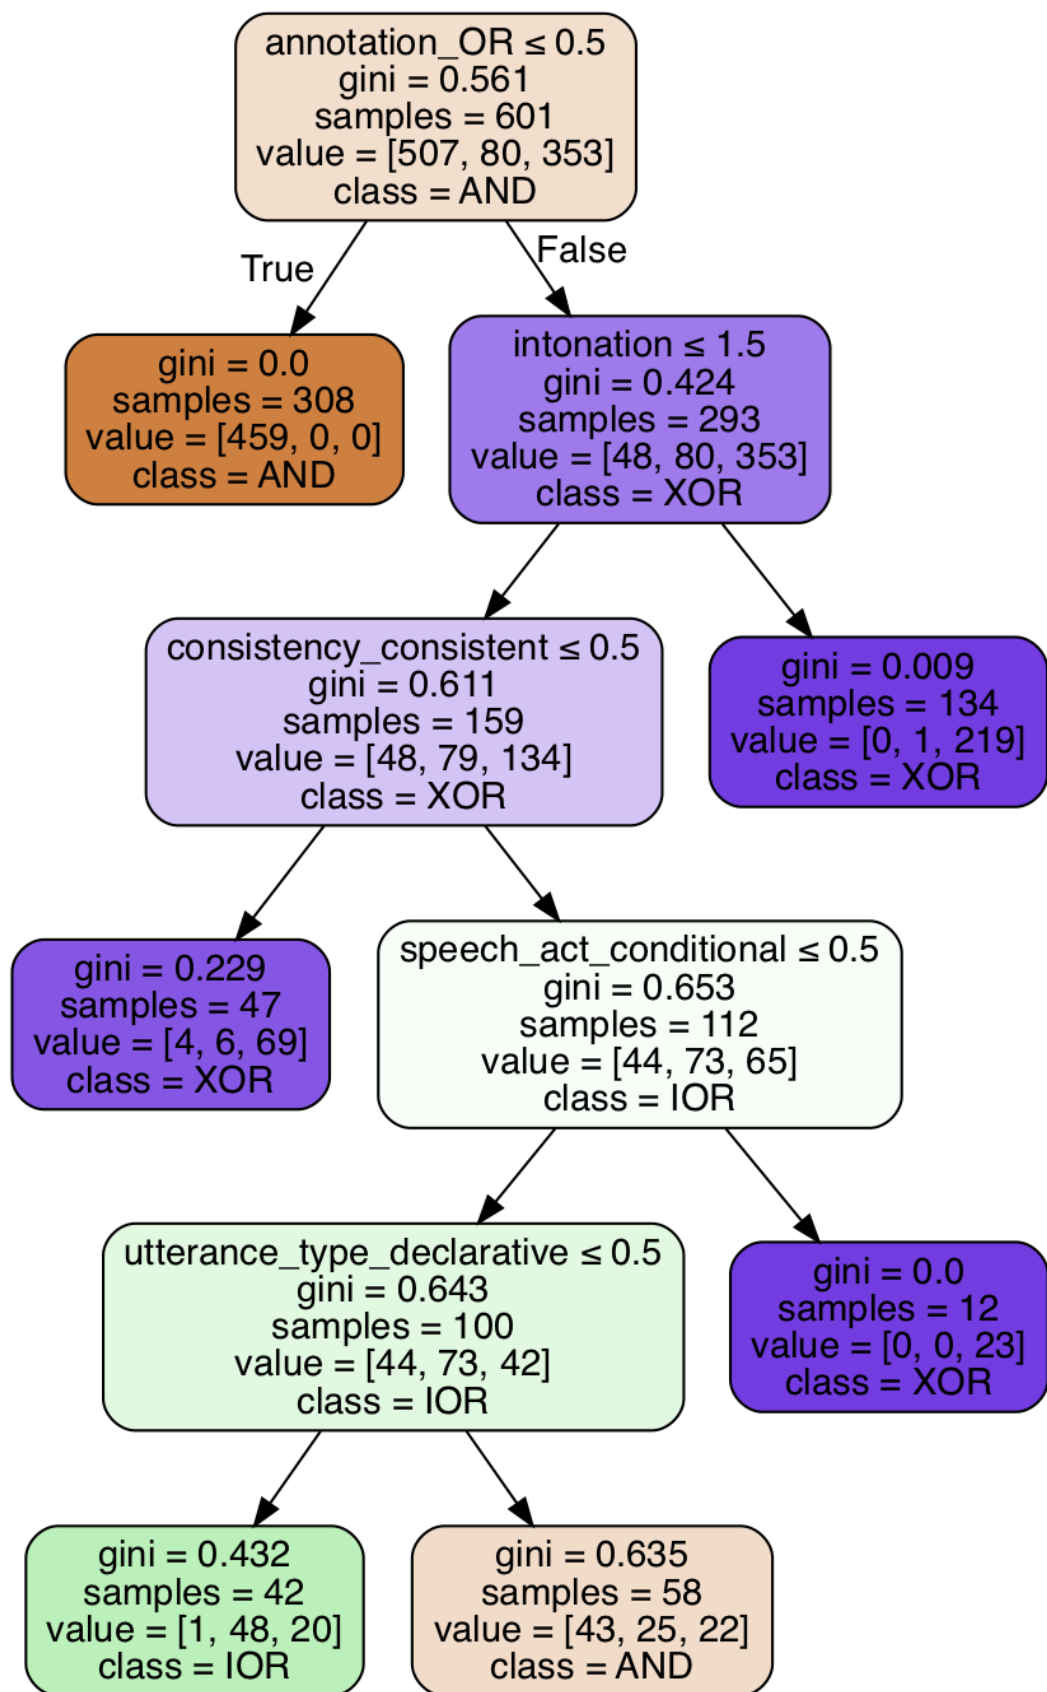 annotation_OR ≤ 0.5
gini = 0.561
samples = 601
value = [507, 80, 353]
class = AND
True
False
gini = 0.0
samples = 308
value = [459, 0, 0]
class = AND
intonation ≤ 1.5
gini = 0.424
samples = 293
value = [48, 80, 353]
class = XOR
consistency_consistent ≤ 0.5
gini = 0.611
samples = 159
value = [48, 79, 134]
class = XOR
gini = 0.009
samples = 134
value = [0, 1, 219]
class = XOR
gini = 0.229
samples = 47
value = [4, 6, 69]
class = XOR
speech_act_conditional ≤ 0.5
gini = 0.653
samples = 112
value = [44, 73, 65]
class = IOR
utterance_type_declarative ≤ 0.5
gini = 0.643
samples = 100
value = [44, 73, 42]
class = IOR
gini = 0.0
samples = 12
value = [0, 0, 23]
class = XOR
gini = 0.432
samples = 42
value = [1, 48, 20]
class = IOR
gini = 0.635
samples = 58
value = [43, 25, 22]
class = AND